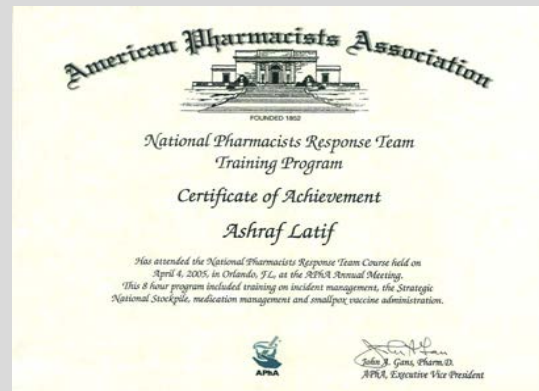 American Pharmacists Association
FOUNDED 1852
National Pharmacists Response Team
Training Program
Certificate of Achievement
Ashraf Latif
Has attended the National Pharmacists Response Team Course held on
April 4, 2005, in Orlando, FL, at the APhA Annual Meeting.
This 8 hour program included training on incident management, the Strategic
National Stockpile, medication management and smallpox vaccine administration.
APhA
John A. Gans, Pharm.D.
APhA, Executive Vice President